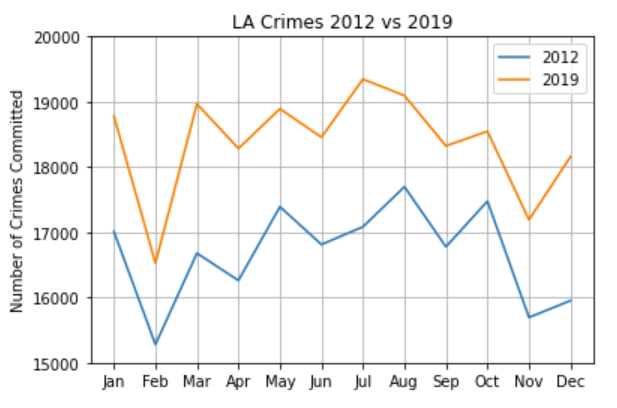 LA Crimes 2012 vs 2019
Number of Crimes Committed
20000
19000
18000
17000
16000
15000
2012
2019
Jan Feb Mar Apr May Jun Jul Aug Sep Oct Nov Dec